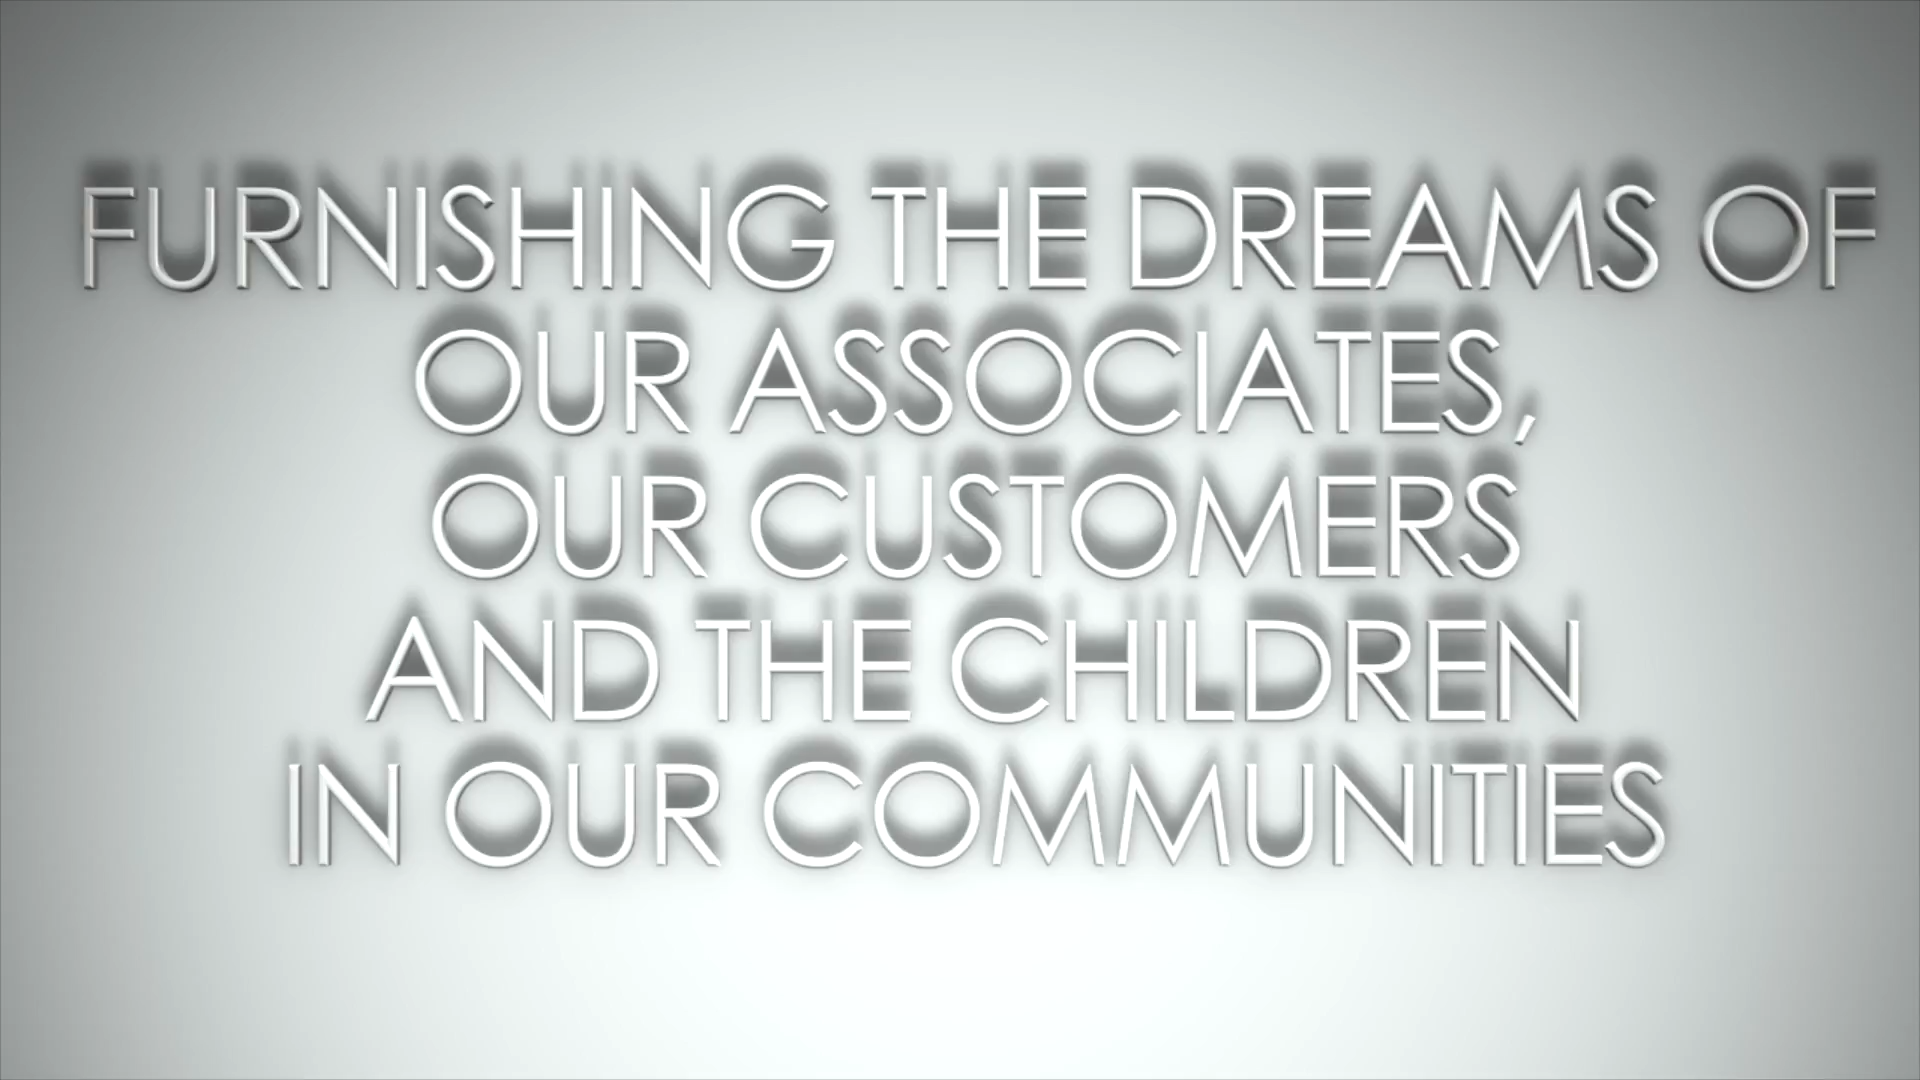 FURNISHING THE DREAMS OF
OUR ASSOCIATES,
OUR CUSTOMERS
AND THE CHILDREN
IN OUR COMMUNITIES